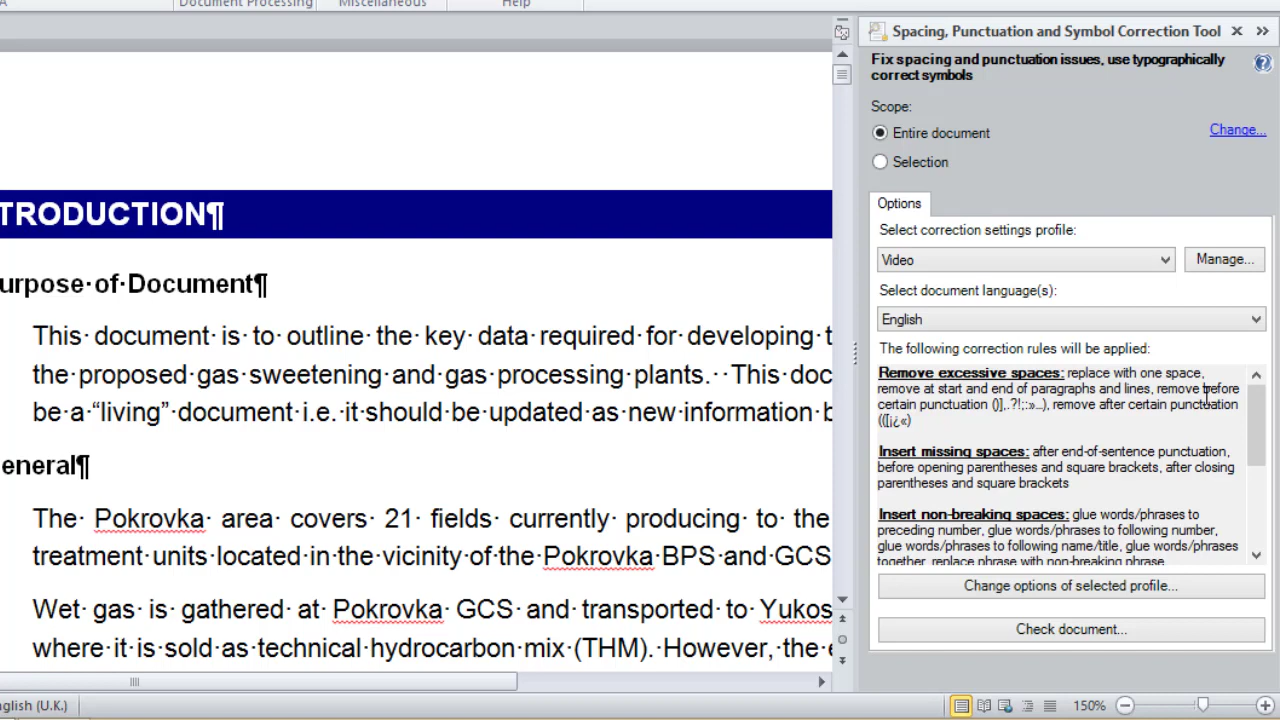 Document Processing
Miscellaneous
Help
TRODUCTION¶
urpose·of·Document¶
This· document· is· to· outline· the· key· data· required· for· developing· t
the·proposed·gas·sweetening·and·gas·processing·plants.··This·doc
be·a·“living”·document·i.e.·it·should·be·updated·as·new·information·b
eneral¶
The· Pokrovka· area· covers· 21· fields· currently· producing· to· the
treatment·units·located·in·the·vicinity·of·the·Pokrovka·BPS·and·GCS
Wet· gas· is· gathered· at· Pokrovka· GCS· and· transported· to· Yukos
where·it·is·sold·as·technical·hydrocarbon·mix·(THM).·However,·the·
Spacing, Punctuation and Symbol Correction Tool
Fix spacing and punctuation issues, use typographically
correct symbols
Scope:
Entire document
Change...
Selection
Options
Select correction settings profile:
Video
Manage...
Select document language(s):
English
The following correction rules will be applied:
Remove excessive spaces: replace with one space,
remove at start and end of paragraphs and lines, remove before
certain punctuation ()],.?!;:»...), remove after certain punctuation
(([¡¿«)
Insert missing spaces: after end-of-sentence punctuation,
before opening parentheses and square brackets, after closing
parentheses and square brackets
Insert non-breaking spaces: glue words/phrases to
preceding number, glue words/phrases to following number,
glue words/phrases to following name/title, glue words/phrases
together, replace phrase with non-breaking phrase
Change options of selected profile...
Check document...
glish (U.K.)
150%